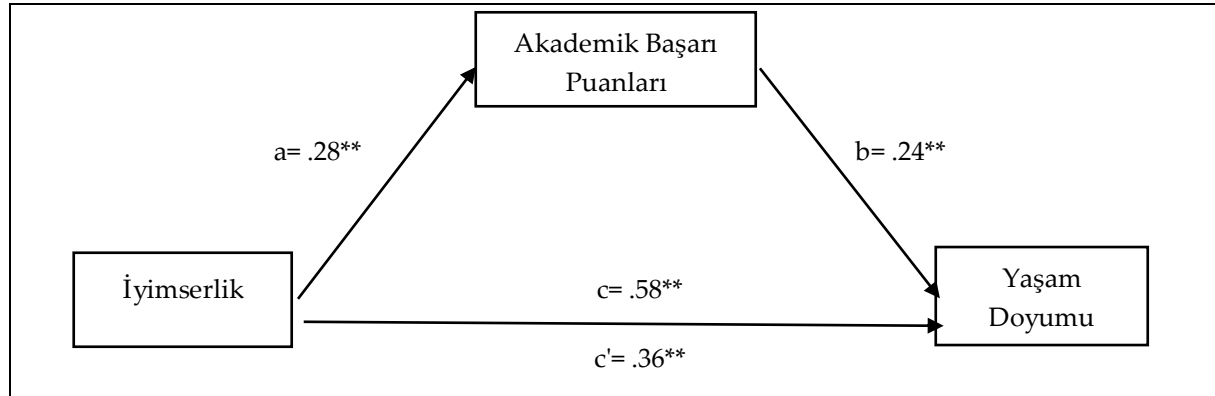 Akademik Başarı
Puanları
a= .28**
b= .24**
İyimserlik
c= .58**
Yaşam
Doyumu
c'= .36**